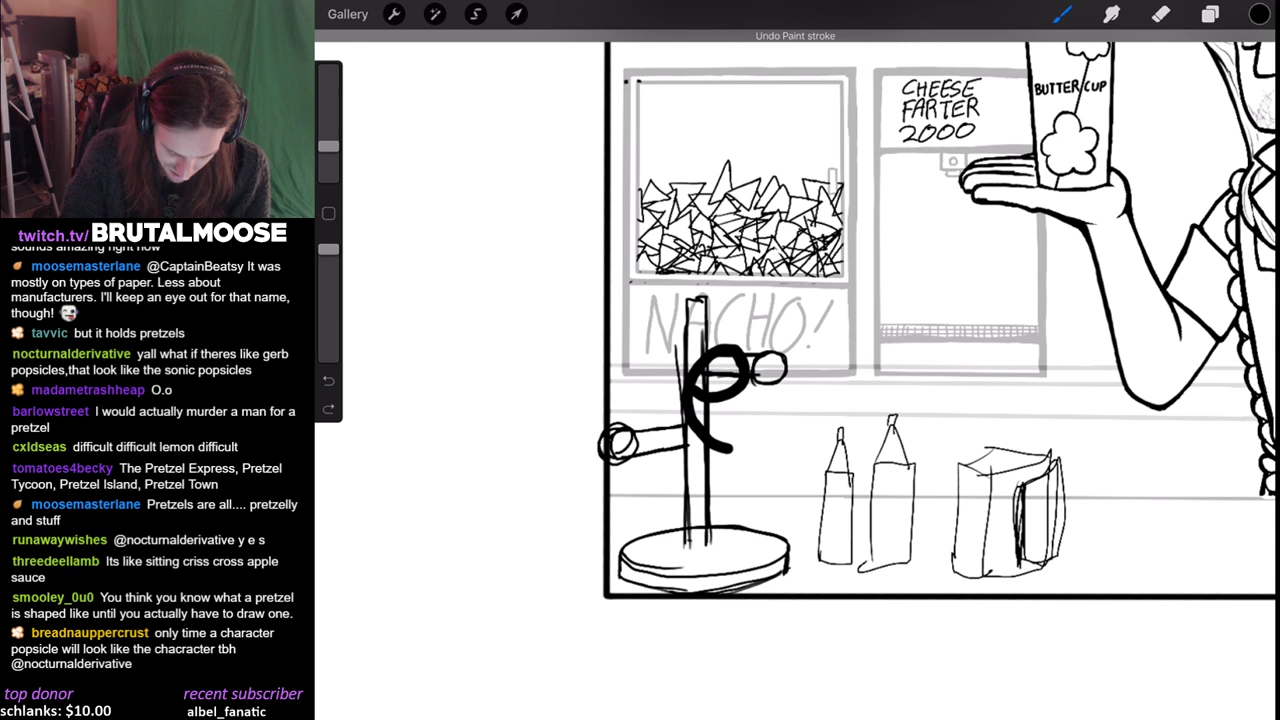 Gallery
Undo Paint stroke
twitch.tv/BRUTALMOOSE
sounds amazing right now
moosemasterlane @CaptainBeatsy It was
mostly on types of paper. Less about
manufacturers. I'll keep an eye out for that name,
though!
tavvic but it holds pretzels
nocturnalderivative yall what if theres like gerb
popsicles,that look like the sonic popsicles
madametrashheap O.o
barlowstreet I would actually murder a man for a
pretzel
cxldseas difficult difficult lemon difficult
tomatoes4becky The Pretzel Express, Pretzel
Tycoon, Pretzel Island, Pretzel Town
moosemasterlane Pretzels are all.... pretzelly
and stuff
runawaywishes @nocturnalderivative y e s
threedeellamb Its like sitting criss cross apple
sauce
smooley_0u0 You think you know what a pretzel
is shaped like until you actually have to draw one.
breadnauppercrust only time a character
popsicle will look like the chacracter tbh
@nocturnalderivative
top donor
schlanks: $10.00
recent subscriber
albel_fanatic
CHEESE
FARTER
2000
BUTTERCUP
NACHO!